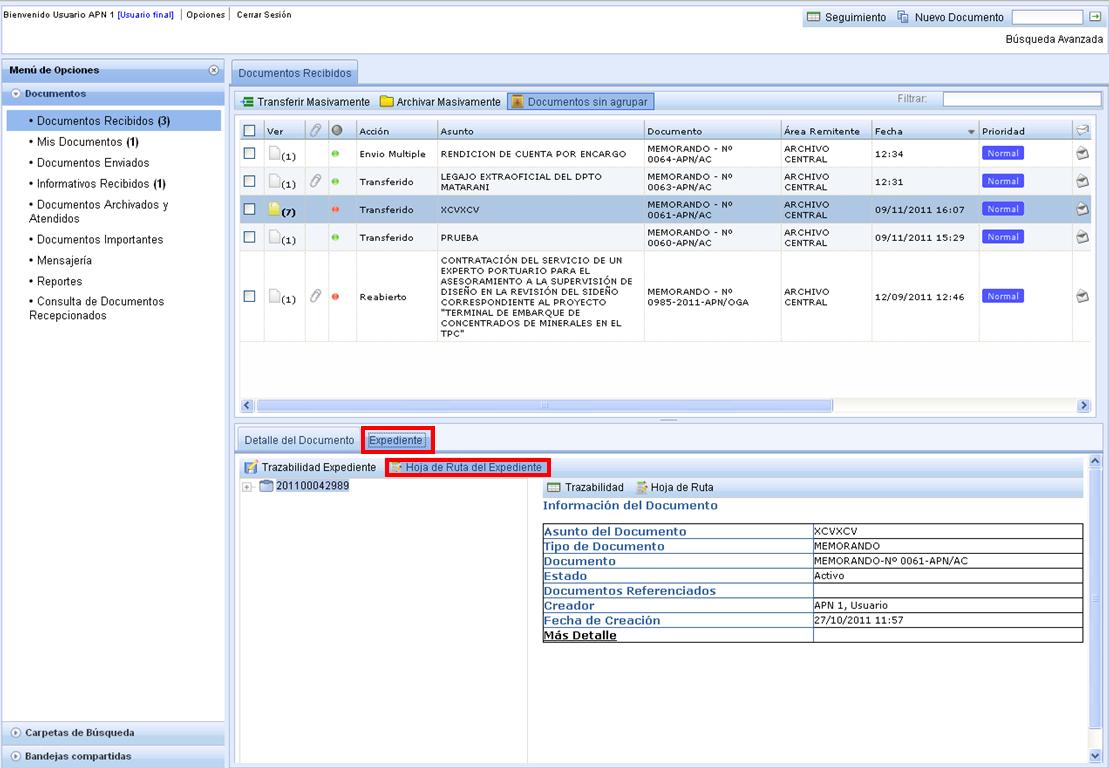 Bienvenido Usuario APN 1 [Usuario final] Opciones Cerrar Sesión
Seguimiento Nuevo Documento
Búsqueda Avanzada
Menú de Opciones
Documentos
• Documentos Recibidos (3)
• Mis Documentos (1)
• Documentos Enviados
• Informativos Recibidos (1)
• Documentos Archivados y
Atendidos
• Documentos Importantes
• Mensajería
• Reportes
• Consulta de Documentos
Recepcionados
Carpetas de Búsqueda
Bandejas compartidas
Documentos Recibidos
Transferir Masivamente Archivar Masivamente Documentos sin agrupar Filtrar:
Ver Acción Asunto Documento Área Remitente Fecha Prioridad
(1) Envio Multiple RENDICION DE CUENTA POR ENCARGO MEMORANDO - Nº
0064-APN/AC ARCHIVO
CENTRAL 12:34 Normal
(1) Transferido LEGAJO EXTRAOFICIAL DEL DPTO
MATARANI MEMORANDO - Nº
0063-APN/AC ARCHIVO
CENTRAL 12:31 Normal
(7) Transferido XCVXCV MEMORANDO - Nº
0061-APN/AC ARCHIVO
CENTRAL 09/11/2011 16:07 Normal
(1) Transferido PRUEBA MEMORANDO - Nº
0060-APN/AC ARCHIVO
CENTRAL 09/11/2011 15:29 Normal
(1) Reabierto CONTRATACIÓN DEL SERVICIO DE UN
EXPERTO PORTUARIO PARA EL
ASESORAMIENTO A LA SUPERVISIÓN DE
DISEÑO EN LA REVISIÓN DEL SIDEÑO
CORRESPONDIENTE AL PROYECTO
"TERMINAL DE EMBARQUE DE
CONCENTRADOS DE MINERALES EN EL
TPC" MEMORANDO - Nº
0985-2011-APN/OGA ARCHIVO
CENTRAL 12/09/2011 12:46 Normal
Detalle del Documento Expediente
Trazabilidad Expediente Hoja de Ruta del Expediente
201100042989
Trazabilidad Hoja de Ruta
Información del Documento
Asunto del Documento XCVXCV
Tipo de Documento MEMORANDO
Documento MEMORANDO-Nº 0061-APN/AC
Estado Activo
Documentos Referenciados
Creador APN 1, Usuario
Fecha de Creación 27/10/2011 11:57
Más Detalle